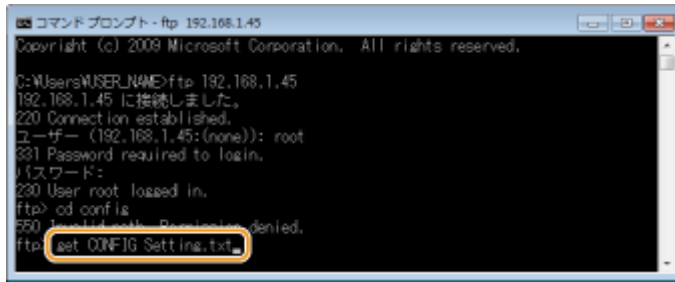 コマンド プロンプト - ftp 192.168.1.45
Copyright (c) 2009 Microsoft Corporation.  All rights reserved.
C:¥Users¥USER_NAME>ftp 192.168.1.45
192.168.1.45 に接続しました。
220 Connection established.
ユーザー (192.168.1.45:(none)): root
331 Password required to login.
パスワード:
230 User root logged in.
ftp> cd config
550 Invalid path. Permission denied.
ftp> get CONFIG Setting.txt_